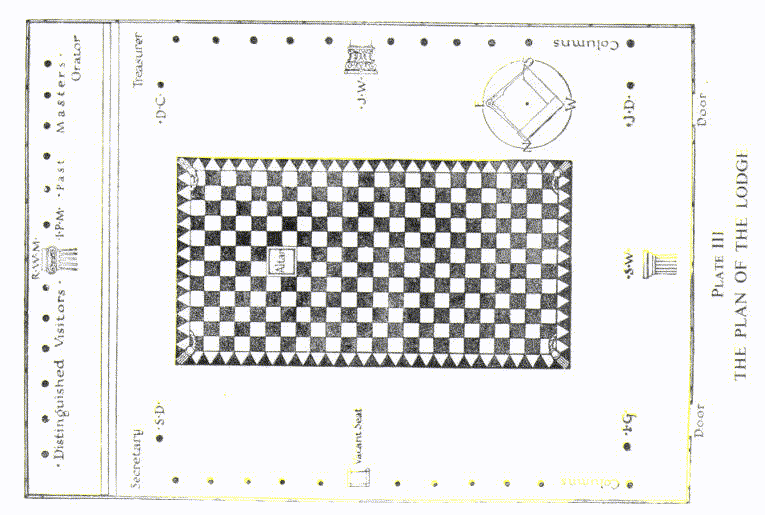 ·R·W·M·
·Distinguished Visitors· ·I·P·M· ·Past Masters·
Orator
Secretary
Treasurer
·S·D·
·D·C·
Altar
Vacant Seat
·J·W·
E
S
W
N
Columns
Columns
·I·G·
·S·W·
·J·D·
Door
Door
PLATE III
THE PLAN OF THE LODGE